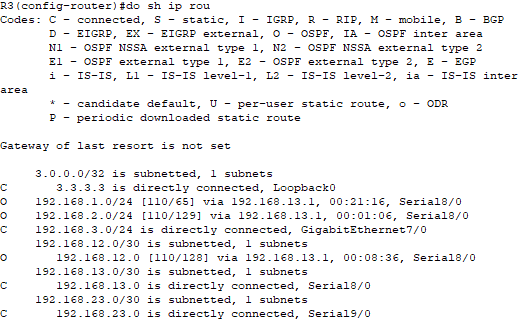 R3(config-router)#do sh ip rou
Codes: C - connected, S - static, I - IGRP, R - RIP, M - mobile, B - BGP
       D - EIGRP, EX - EIGRP external, O - OSPF, IA - OSPF inter area
       N1 - OSPF NSSA external type 1, N2 - OSPF NSSA external type 2
       E1 - OSPF external type 1, E2 - OSPF external type 2, E - EGP
       i - IS-IS, L1 - IS-IS level-1, L2 - IS-IS level-2, ia - IS-IS inter
area
       * - candidate default, U - per-user static route, o - ODR
       P - periodic downloaded static route

Gateway of last resort is not set

     3.0.0.0/32 is subnetted, 1 subnets
C       3.3.3.3 is directly connected, Loopback0
O    192.168.1.0/24 [110/65] via 192.168.13.1, 00:21:16, Serial8/0
O    192.168.2.0/24 [110/129] via 192.168.13.1, 00:01:06, Serial8/0
C    192.168.3.0/24 is directly connected, GigabitEthernet7/0
     192.168.12.0/30 is subnetted, 1 subnets
O       192.168.12.0 [110/128] via 192.168.13.1, 00:08:36, Serial8/0
     192.168.13.0/30 is subnetted, 1 subnets
C       192.168.13.0 is directly connected, Serial8/0
     192.168.23.0/30 is subnetted, 1 subnets
C       192.168.23.0 is directly connected, Serial9/0